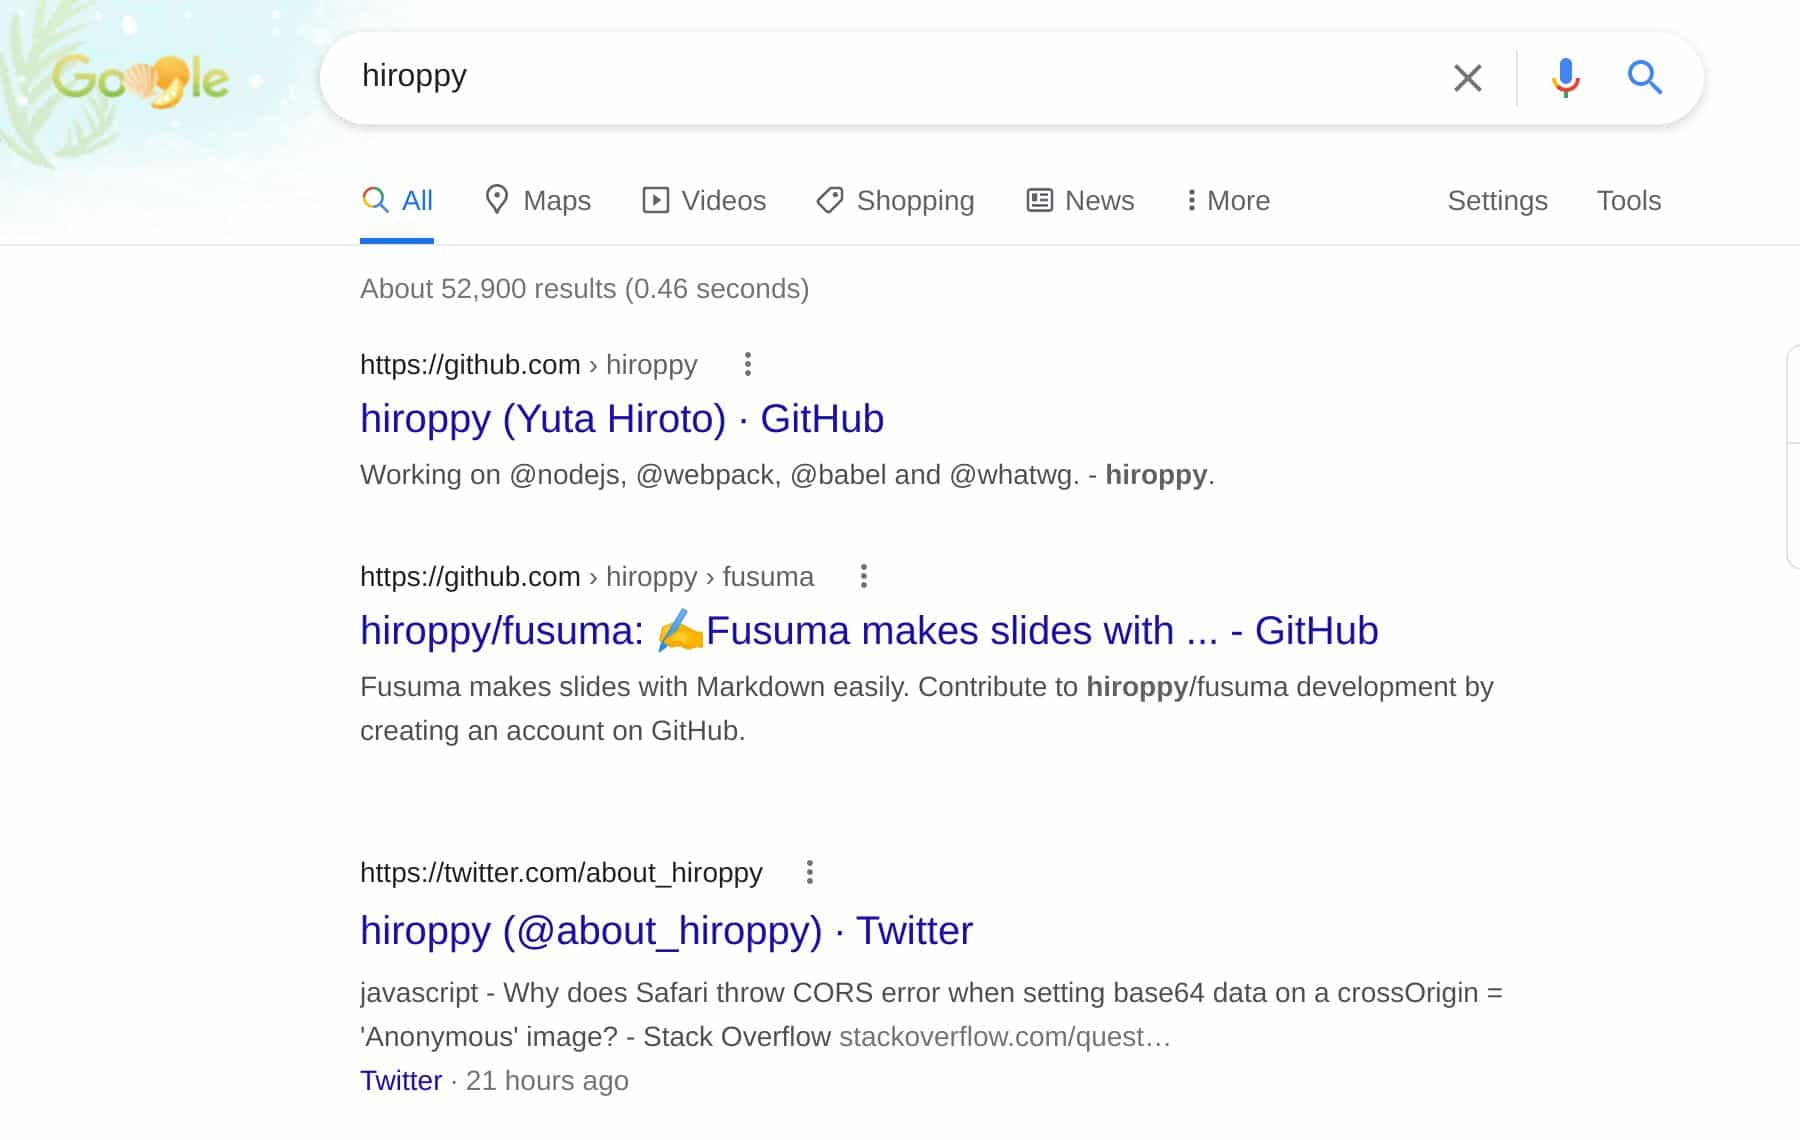 Google
hiroppy
All Maps Videos Shopping News More Settings Tools
About 52,900 results (0.46 seconds)
https://github.com › hiroppy
hiroppy (Yuta Hiroto) · GitHub
Working on @nodejs, @webpack, @babel and @whatwg. - hiroppy.
https://github.com › hiroppy › fusuma
hiroppy/fusuma: ✍️Fusuma makes slides with ... - GitHub
Fusuma makes slides with Markdown easily. Contribute to hiroppy/fusuma development by
creating an account on GitHub.
https://twitter.com/about_hiroppy
hiroppy (@about_hiroppy) · Twitter
javascript - Why does Safari throw CORS error when setting base64 data on a crossOrigin =
'Anonymous' image? - Stack Overflow stackoverflow.com/quest…
Twitter · 21 hours ago